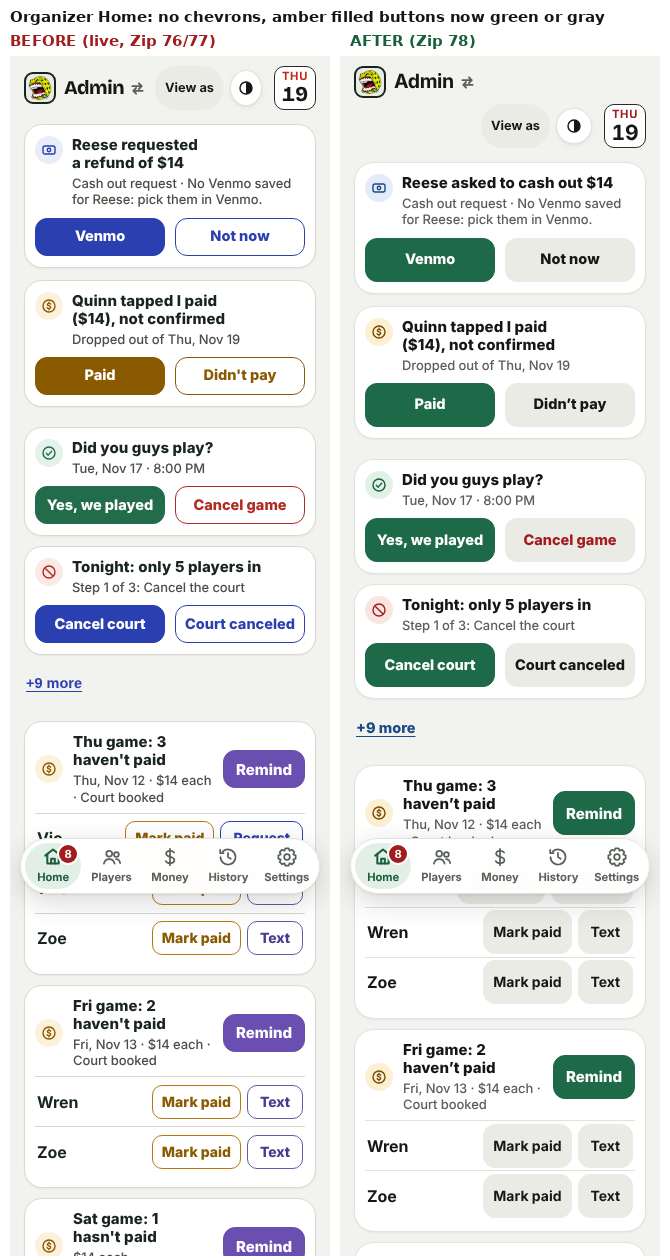 Organizer Home: no chevrons, amber filled buttons now green or gray
BEFORE (live, Zip 76/77)
Admin
View as
THU
19
Reese requested
a refund of $14
Cash out request · No Venmo saved
for Reese: pick them in Venmo.
Venmo
Not now
Quinn tapped I paid
($14), not confirmed
Dropped out of Thu, Nov 19
Paid
Didn't pay
Did you guys play?
Tue, Nov 17 · 8:00 PM
Yes, we played
Cancel game
Tonight: only 5 players in
Step 1 of 3: Cancel the court
Cancel court
Court canceled
+9 more
Thu game: 3
haven't paid
Thu, Nov 12 · $14 each
· Court booked
Remind
Mark paid
Request
8
Home
Players
Money
History
Settings
Zoe
Mark paid
Text
Fri game: 2
haven't paid
Fri, Nov 13 · $14 each ·
Court booked
Remind
Wren
Mark paid
Text
Zoe
Mark paid
Text
Sat game: 1
hasn't paid
Remind
AFTER (Zip 78)
Admin
View as
THU
19
Reese asked to cash out $14
Cash out request · No Venmo saved
for Reese: pick them in Venmo.
Venmo
Not now
Quinn tapped I paid
($14), not confirmed
Dropped out of Thu, Nov 19
Paid
Didn’t pay
Did you guys play?
Tue, Nov 17 · 8:00 PM
Yes, we played
Cancel game
Tonight: only 5 players in
Step 1 of 3: Cancel the court
Cancel court
Court canceled
+9 more
Thu game: 3
haven’t paid
Thu, Nov 12 · $14 each
Remind
8
Home
Players
Money
History
Settings
Wren
Mark paid
Text
Zoe
Mark paid
Text
Fri game: 2
haven’t paid
Fri, Nov 13 · $14 each ·
Court booked
Remind
Wren
Mark paid
Text
Zoe
Mark paid
Text